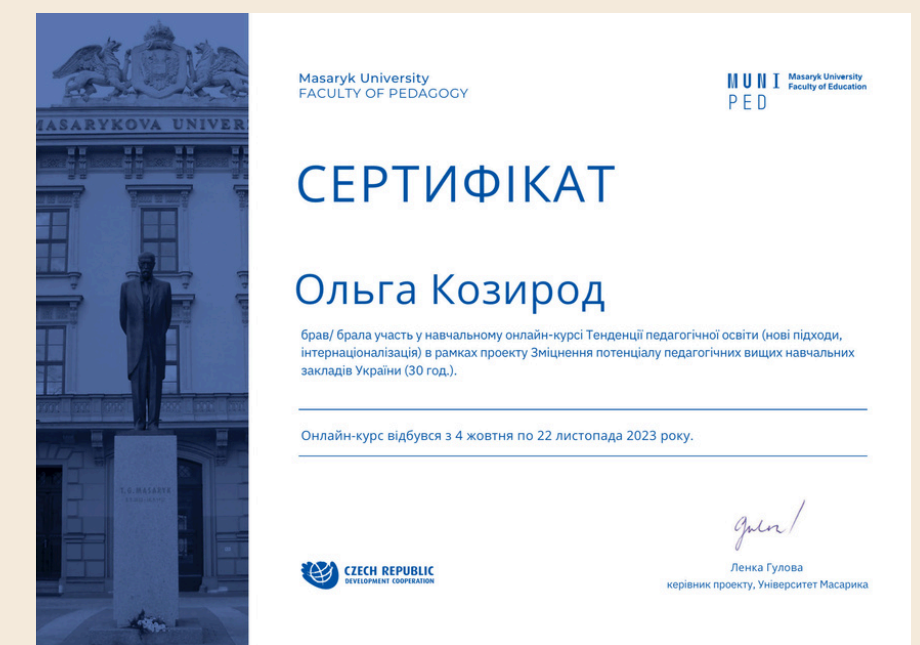 MASARYKOVA UNIVER
T. G. MASARYK
Masaryk University
FACULTY OF PEDAGOGY
MUNI
PED
Masaryk University
Faculty of Education
СЕРТИФІКАТ
Ольга Козирод
брав/ брала участь у навчальному онлайн-курсі Тенденції педагогічної освіти (нові підходи,
інтернаціоналізація) в рамках проекту Зміцнення потенціалу педагогічних вищих навчальних
закладів України (30 год.).
Онлайн-курс відбувся з 4 жовтня по 22 листопада 2023 року.
CZECH REPUBLIC
DEVELOPMENT COOPERATION
Ленка Гулова
керівник проекту, Університет Масарика